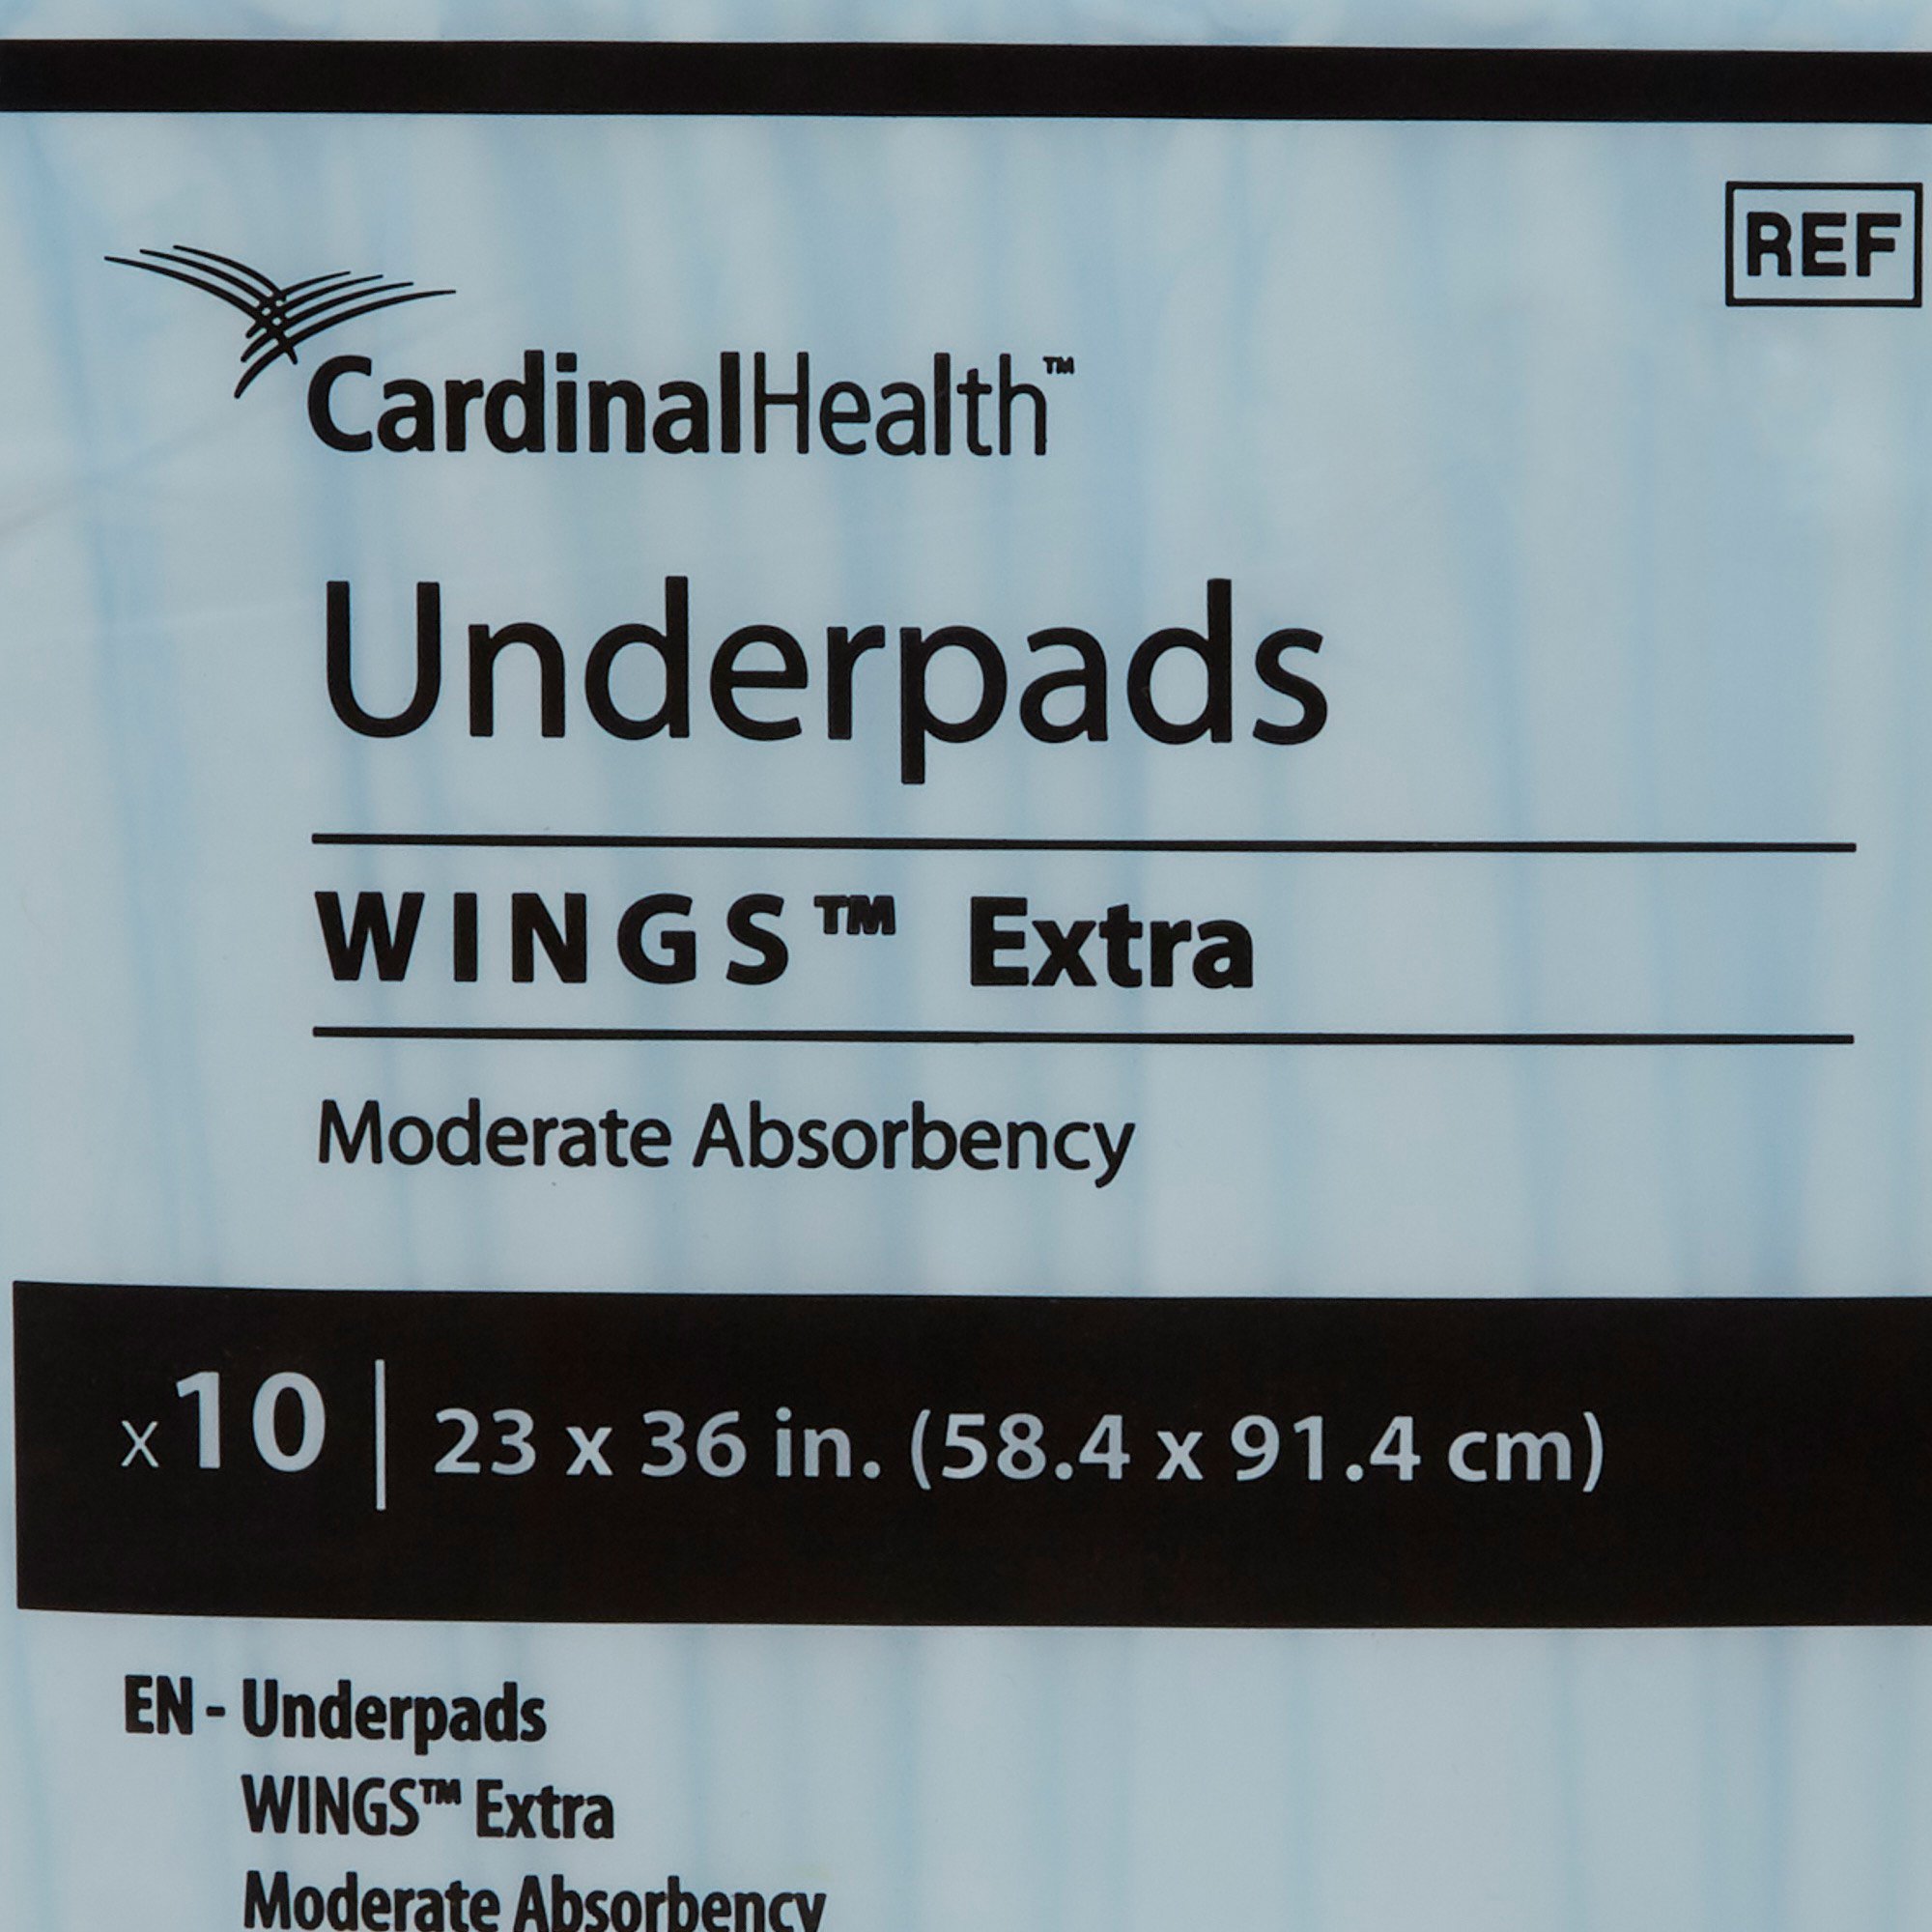 REF
CardinalHealth™
Underpads
WINGS™ Extra
Moderate Absorbency
x10 | 23 x 36 in. (58.4 x 91.4 cm)
EN - Underpads
WINGS™ Extra
Moderate Absorbency